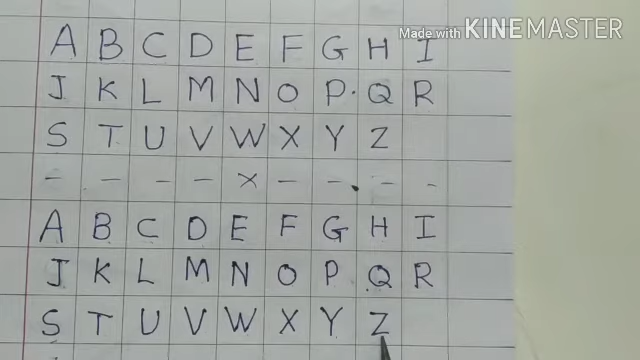 Made with KINEMASTER
A B C D E F G H I
J K L M N O P. Q R
S T U V W X Y Z
- - - - x - - - -
A B C D E F G H I
J K L M N O P Q R
S T U V W X Y Z